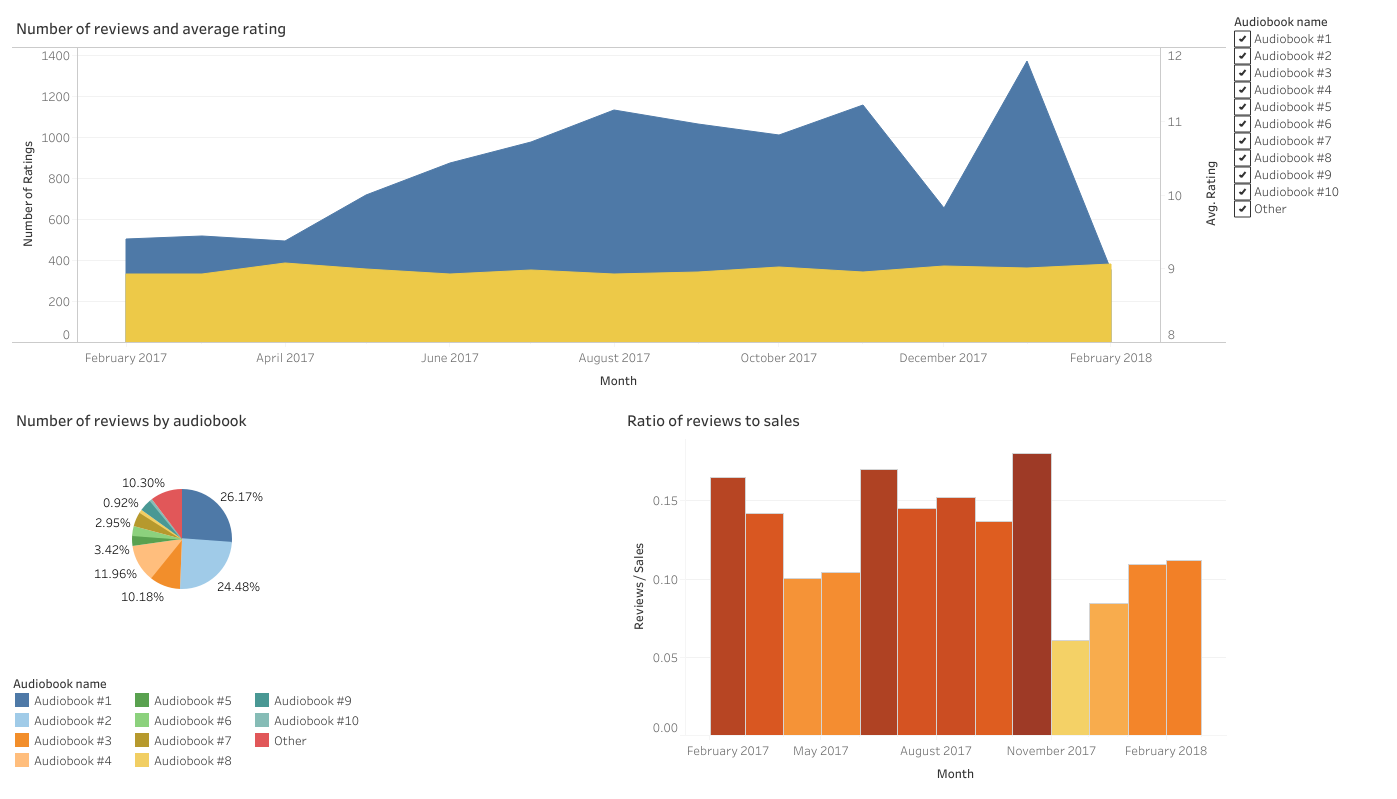 Number of reviews and average rating
1400
1200
1000
800
600
400
200
0
Number of Ratings
12
11
10
9
8
Avg. Rating
February 2017 April 2017 June 2017 August 2017 October 2017 December 2017 February 2018
Month
Audiobook name
Audiobook #1
Audiobook #2
Audiobook #3
Audiobook #4
Audiobook #5
Audiobook #6
Audiobook #7
Audiobook #8
Audiobook #9
Audiobook #10
Other
Number of reviews by audiobook
10.30%
26.17%
0.92%
2.95%
3.42%
11.96%
24.48%
10.18%
Audiobook name
Audiobook #1 Audiobook #5 Audiobook #9
Audiobook #2 Audiobook #6 Audiobook #10
Audiobook #3 Audiobook #7 Other
Audiobook #4 Audiobook #8
Ratio of reviews to sales
0.15
0.10
0.05
0.00
Reviews / Sales
February 2017 May 2017 August 2017 November 2017 February 2018
Month